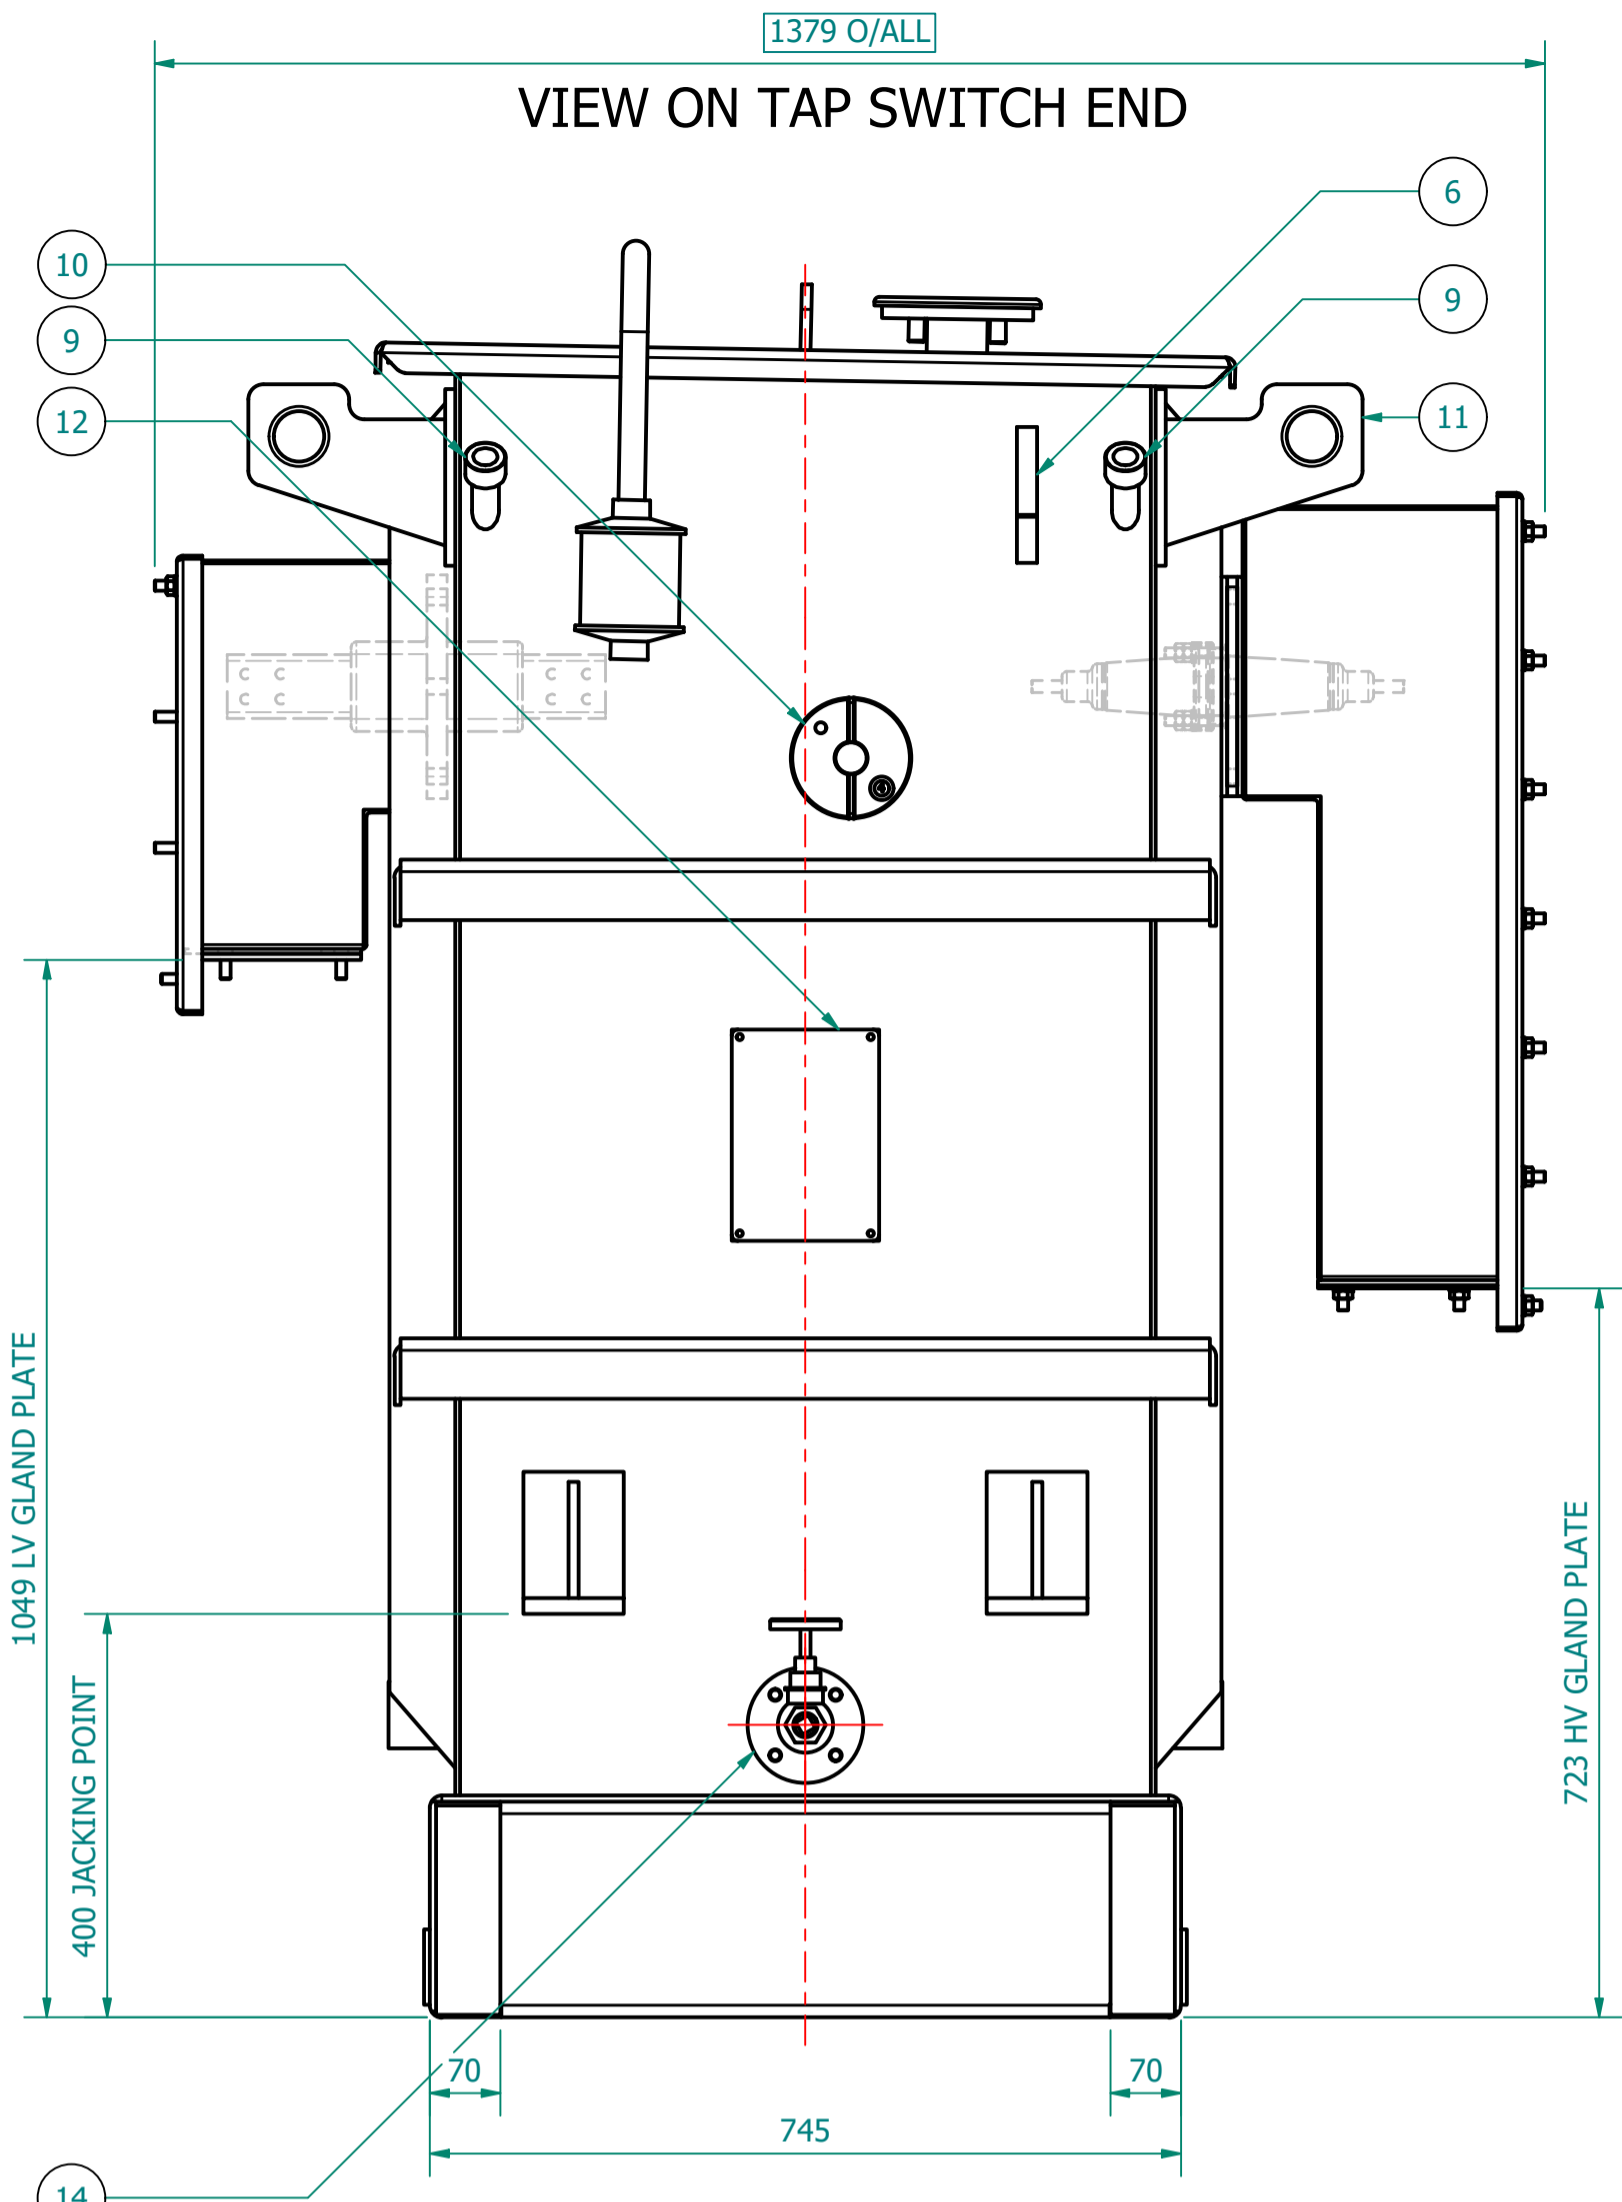 1379 O/ALL
VIEW ON TAP SWITCH END
6
10
9
9
12
11
1049 LV GLAND PLATE
400 JACKING POINT
723 HV GLAND PLATE
70
70
745
14